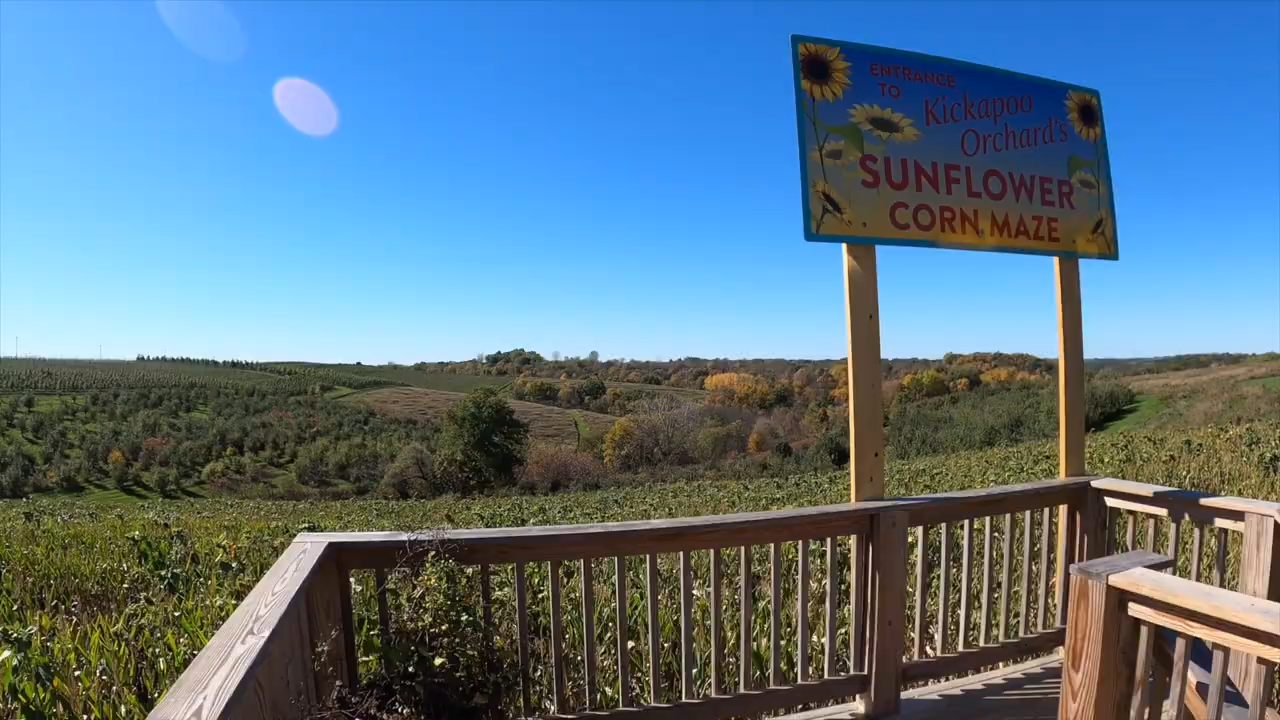 ENTRANCE
TO
Kickapoo
Orchard's
SUNFLOWER
CORN MAZE